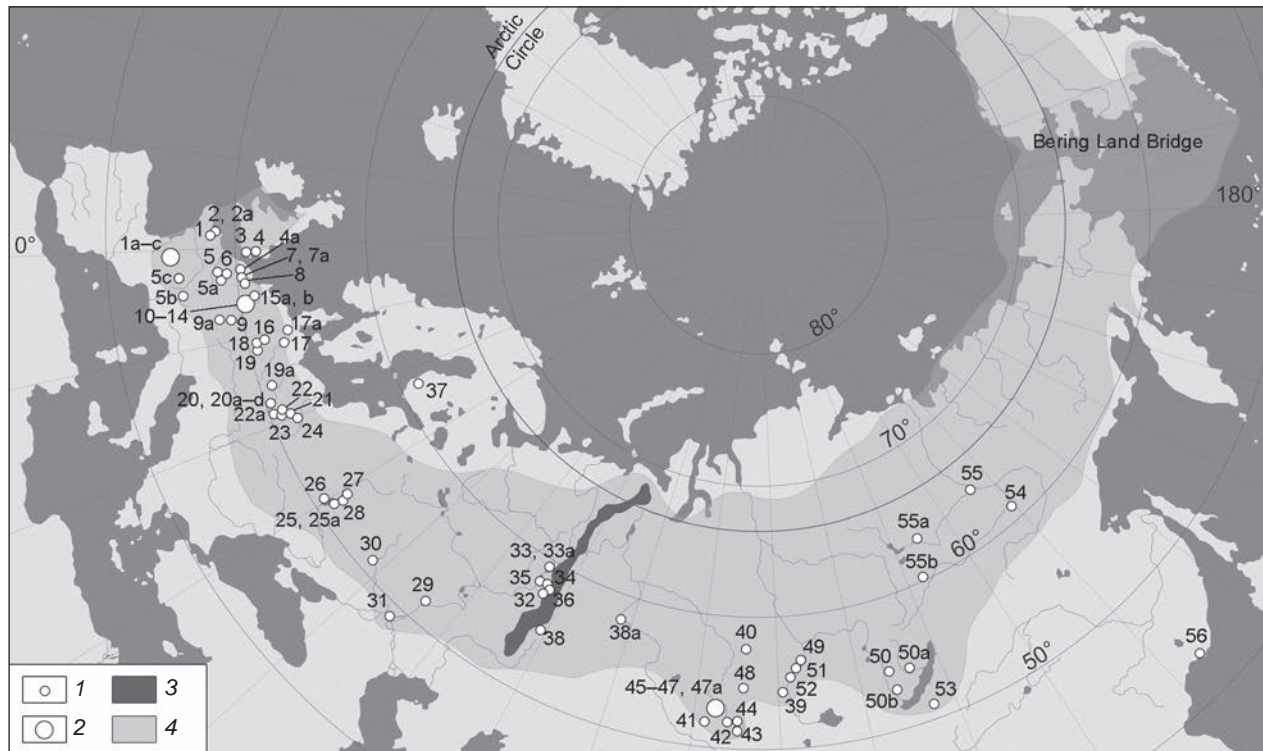 Arctic
Circle
Bering Land Bridge
180°
0°
2, 2a
1
3
4
4a
1a–c
5
6
7, 7a
5c
5a
8
5b
15a, b
10–14
9a
9
16
17a
18
17
19
19a
80°
37
22
20, 20a–d
21
22a
23
24
70°
26
27
25, 25a
28
55
54
55a
60°
30
33, 33a
55b
29
35
34
31
32
36
38
38a
40
49
50
50a
50°
56
48
51
45–47, 47a
52
50b
53
39
41
44
42
43
1
3
2
4